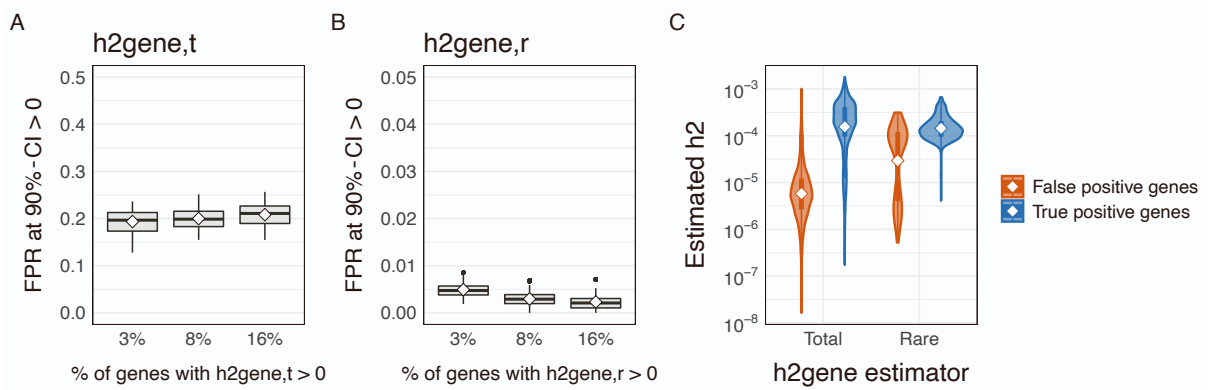 A
h2gene,t
FPR at 90%-CI > 0
0.5
0.4
0.3
0.2
0.1
0.0
3% 8% 16%
% of genes with h2gene,t > 0
B
h2gene,r
FPR at 90%-CI > 0
0.05
0.04
0.03
0.02
0.01
0.00
3% 8% 16%
% of genes with h2gene,r > 0
C
Estimated h2
10⁻³
10⁻⁴
10⁻⁵
10⁻⁶
10⁻⁷
10⁻⁸
Total Rare
h2gene estimator
False positive genes
True positive genes